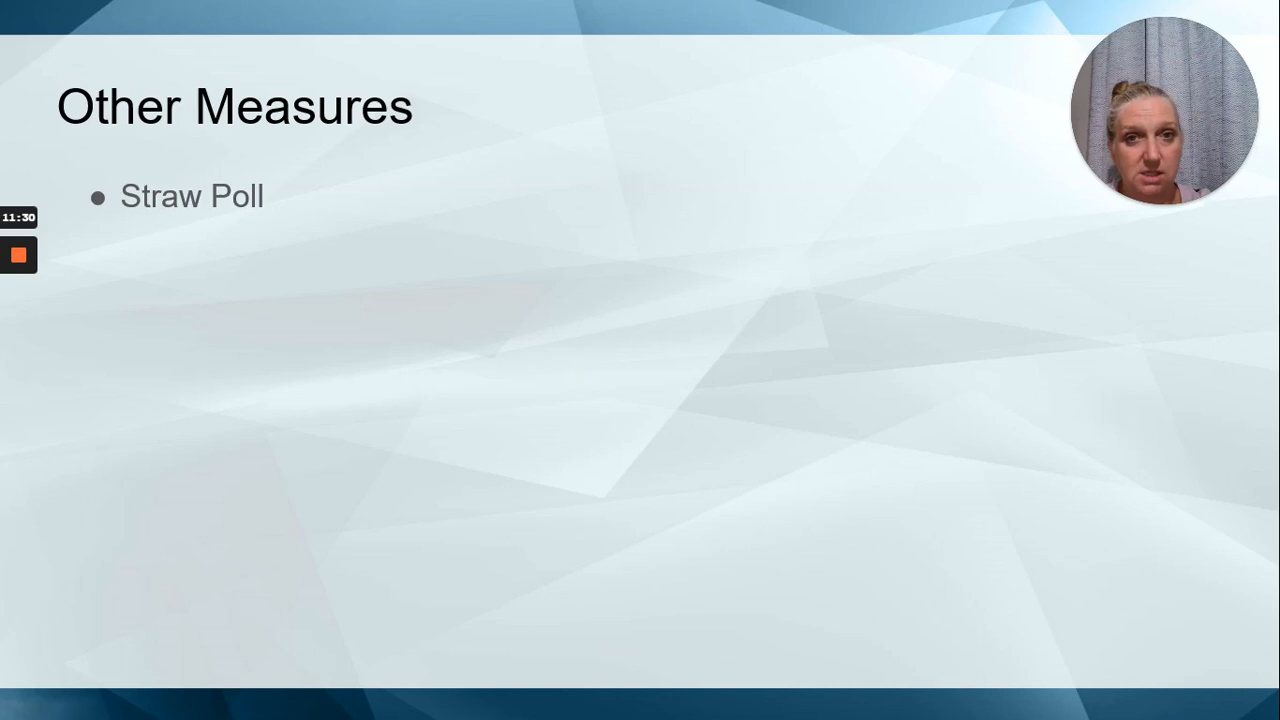 Other Measures
● Straw Poll
11:30